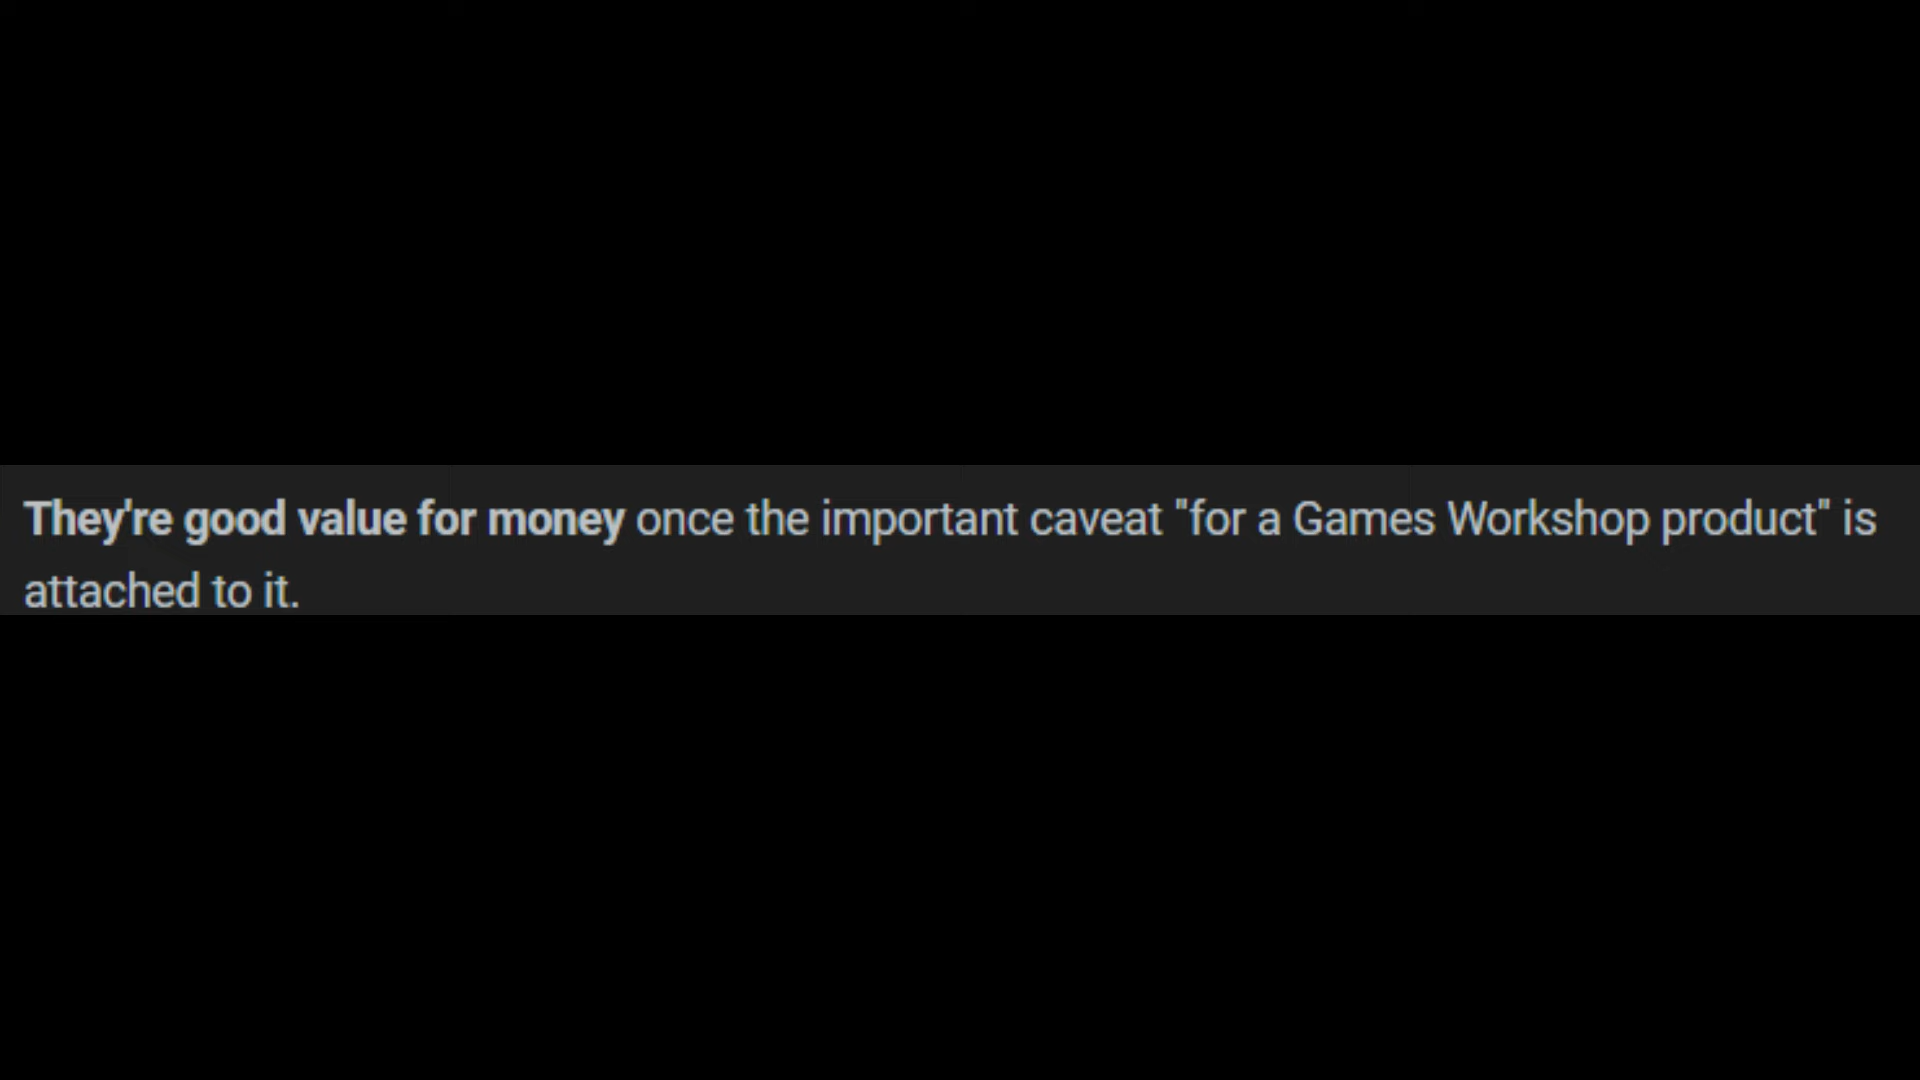 They're good value for money once the important caveat "for a Games Workshop product" is
attached to it.